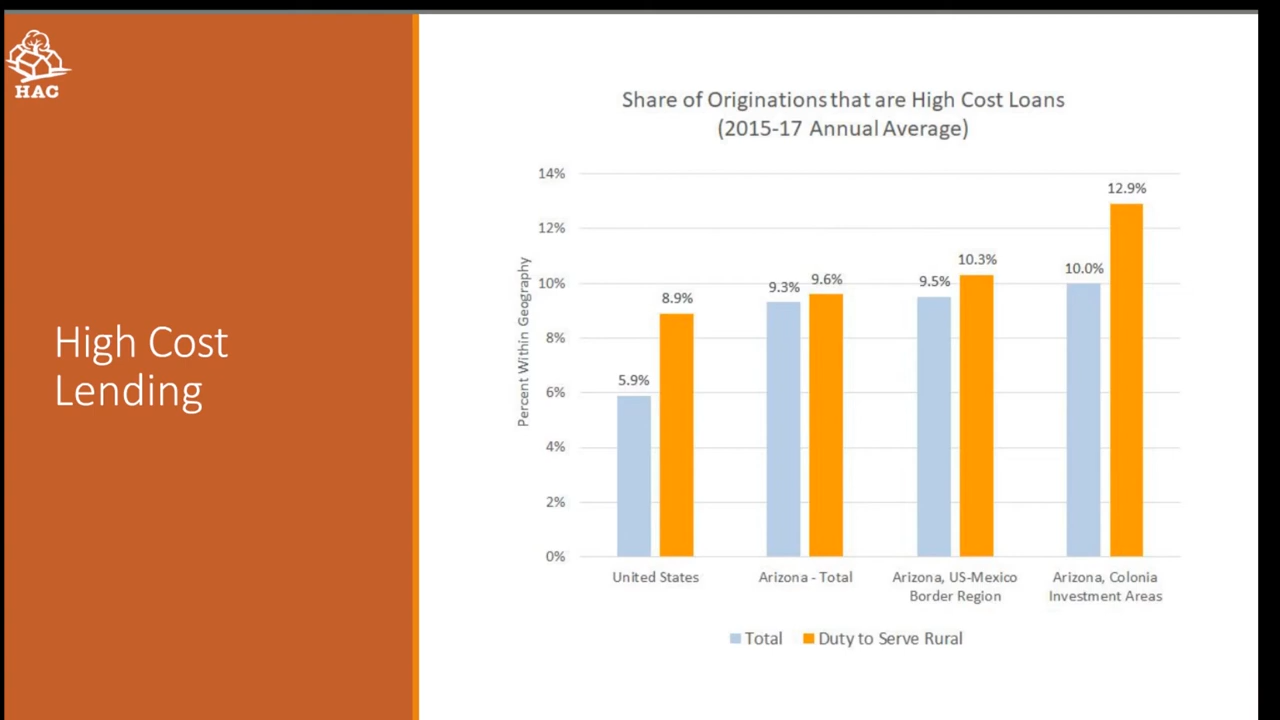 HAC
High Cost
Lending
Share of Originations that are High Cost Loans
(2015-17 Annual Average)
Percent Within Geography
14%
12%
10%
8%
6%
4%
2%
0%
5.9%
8.9%
9.3%
9.6%
9.5%
10.3%
10.0%
12.9%
United States
Arizona - Total
Arizona, US-Mexico
Border Region
Arizona, Colonia
Investment Areas
Total
Duty to Serve Rural